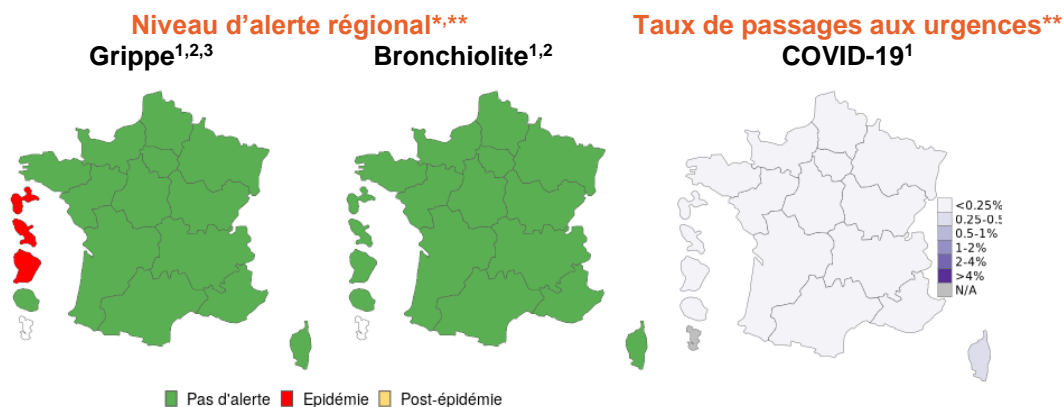 Niveau d’alerte régional*,**
Taux de passages aux urgences**
Grippe1,2,3
Bronchiolite1,2
COVID-191
<0.25%
0.25-0.5
0.5-1%
1-2%
2-4%
>4%
N/A
Pas d'alerte
Epidémie
Post-épidémie